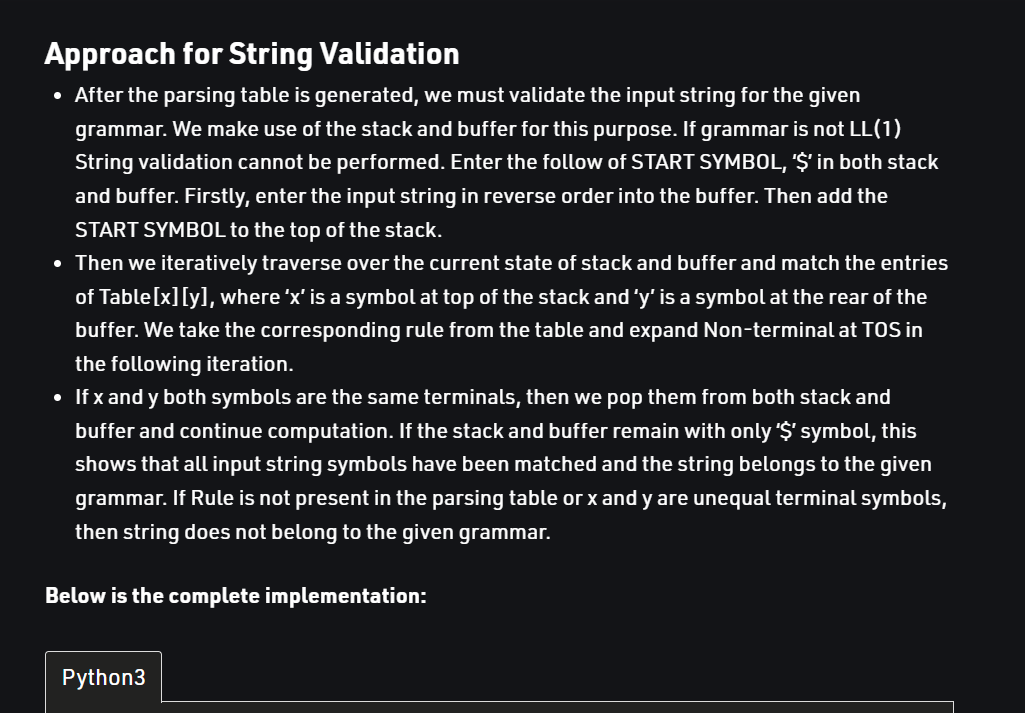 Approach for String Validation
• After the parsing table is generated, we must validate the input string for the given
grammar. We make use of the stack and buffer for this purpose. If grammar is not LL(1)
String validation cannot be performed. Enter the follow of START SYMBOL, ‘$’ in both stack
and buffer. Firstly, enter the input string in reverse order into the buffer. Then add the
START SYMBOL to the top of the stack.
• Then we iteratively traverse over the current state of stack and buffer and match the entries
of Table[x][y], where ‘x’ is a symbol at top of the stack and ‘y’ is a symbol at the rear of the
buffer. We take the corresponding rule from the table and expand Non-terminal at TOS in
the following iteration.
• If x and y both symbols are the same terminals, then we pop them from both stack and
buffer and continue computation. If the stack and buffer remain with only ‘$’ symbol, this
shows that all input string symbols have been matched and the string belongs to the given
grammar. If Rule is not present in the parsing table or x and y are unequal terminal symbols,
then string does not belong to the given grammar.
Below is the complete implementation:
Python3